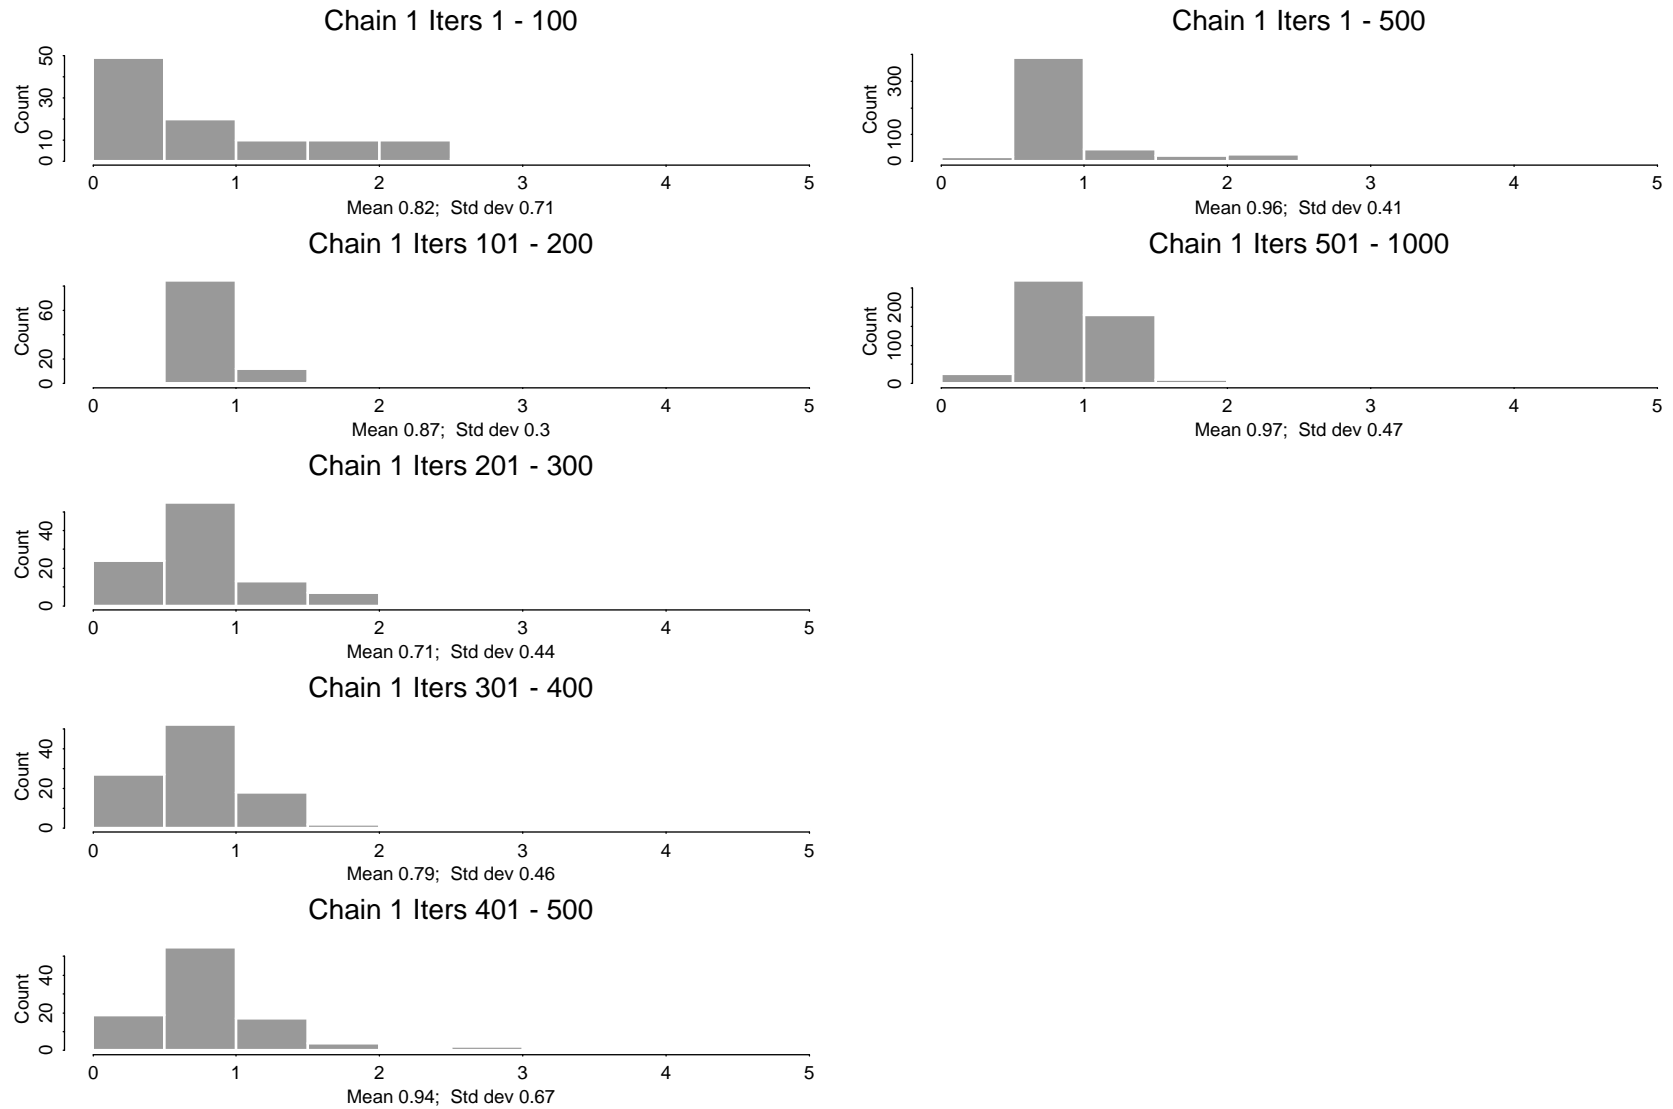 Chain 1 Iters 1 - 100
Count
0 10 30 50
0 1 2 3 4 5
Mean 0.82; Std dev 0.71
Chain 1 Iters 101 - 200
Count
0 20 60
0 1 2 3 4 5
Mean 0.87; Std dev 0.3
Chain 1 Iters 201 - 300
Count
0 20 40
0 1 2 3 4 5
Mean 0.71; Std dev 0.44
Chain 1 Iters 301 - 400
Count
0 20 40
0 1 2 3 4 5
Mean 0.79; Std dev 0.46
Chain 1 Iters 401 - 500
Count
0 20 40
0 1 2 3 4 5
Mean 0.94; Std dev 0.67
Chain 1 Iters 1 - 500
Count
0 100 300
0 1 2 3 4 5
Mean 0.96; Std dev 0.41
Chain 1 Iters 501 - 1000
Count
0 100 200
0 1 2 3 4 5
Mean 0.97; Std dev 0.47